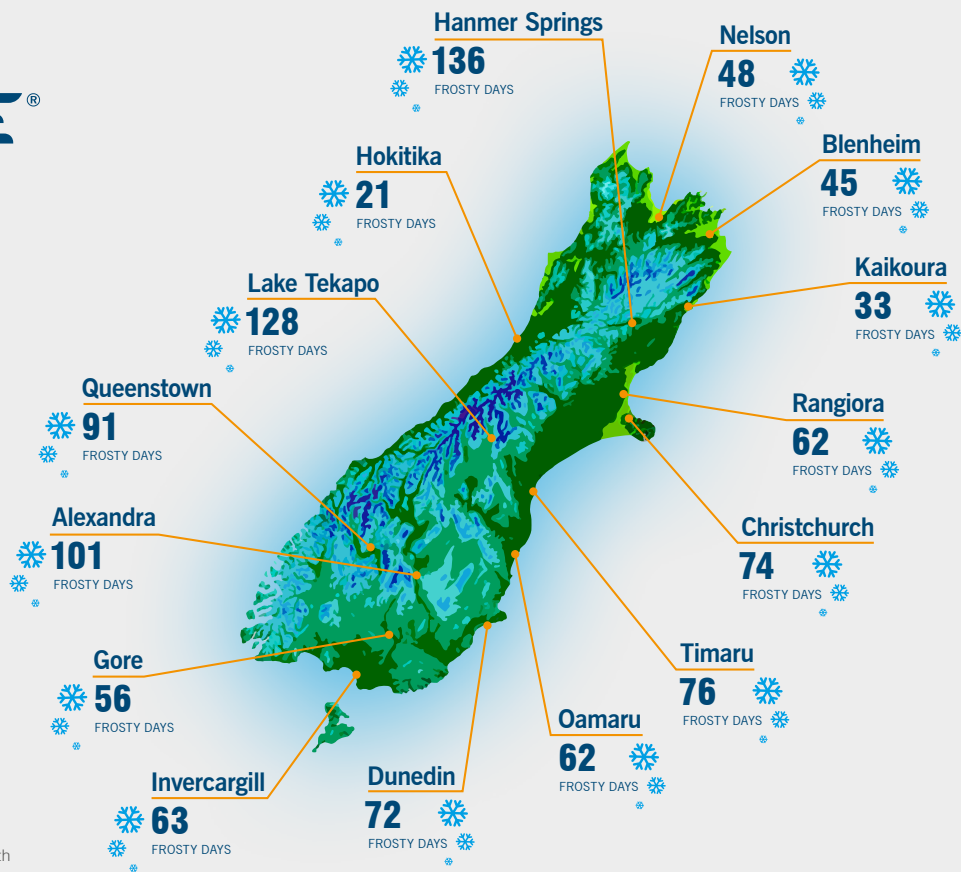 Hanmer Springs
136
FROSTY DAYS
Nelson
48
FROSTY DAYS
®
Blenheim
45
FROSTY DAYS
Hokitika
21
FROSTY DAYS
Kaikoura
33
FROSTY DAYS
Lake Tekapo
128
FROSTY DAYS
Queenstown
91
FROSTY DAYS
Rangiora
62
FROSTY DAYS
Alexandra
101
FROSTY DAYS
Christchurch
74
FROSTY DAYS
Gore
56
FROSTY DAYS
Timaru
76
FROSTY DAYS
Oamaru
62
FROSTY DAYS
Invercargill
63
FROSTY DAYS
Dunedin
72
FROSTY DAYS